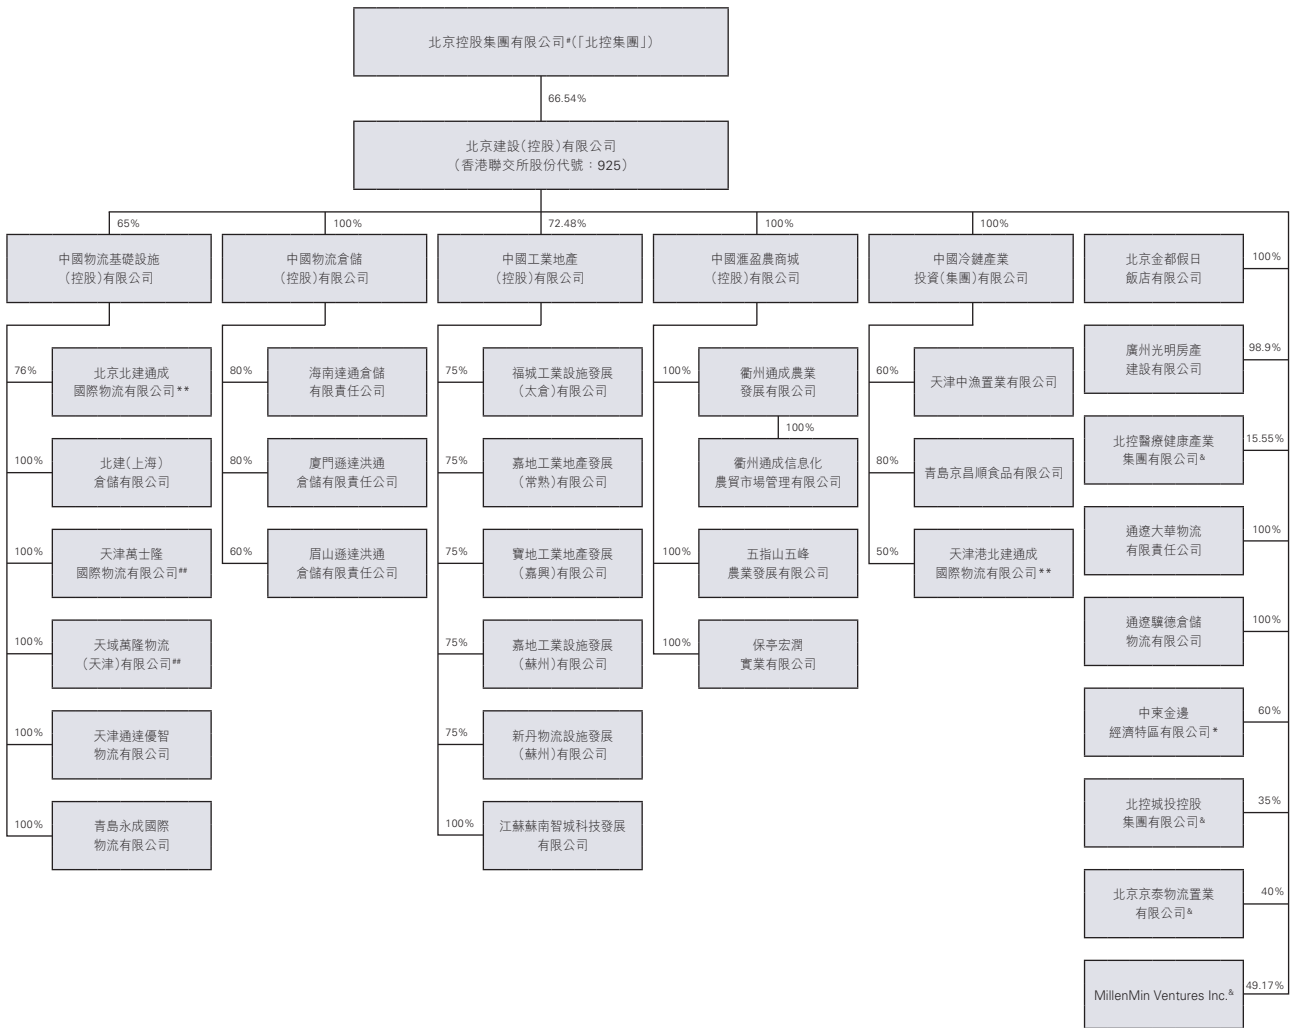 北京控股集團有限公司#(「北控集團」)
66.54%
北京建設(控股)有限公司
(香港聯交所股份代號：925)
65%
100%
72.48%
100%
100%
中國物流基礎設施
(控股)有限公司
76%
北京北建通成
國際物流有限公司**
100%
北建(上海)
倉儲有限公司
100%
天津萬士隆
國際物流有限公司##
100%
天域萬隆物流
(天津)有限公司##
100%
天津通達優智
物流有限公司
100%
青島永成國際
物流有限公司
中國物流倉儲
(控股)有限公司
80%
海南達通倉儲
有限責任公司
80%
廈門遜達洪通
倉儲有限責任公司
60%
眉山遜達洪通
倉儲有限責任公司
中國工業地產
(控股)有限公司
75%
福城工業設施發展
(太倉)有限公司
75%
嘉地工業地產發展
(常熟)有限公司
75%
寶地工業地產發展
(嘉興)有限公司
75%
嘉地工業設施發展
(蘇州)有限公司
75%
新丹物流設施發展
(蘇州)有限公司
100%
江蘇蘇南智城科技發展
有限公司
中國滙盈農商城
(控股)有限公司
100%
衢州通成農業
發展有限公司
100%
衢州通成信息化
農貿市場管理有限公司
100%
五指山五峰
農業發展有限公司
100%
保亭宏潤
實業有限公司
中國冷鏈產業
投資(集團)有限公司
60%
天津中漁置業有限公司
80%
青島京昌順食品有限公司
50%
天津港北建通成
國際物流有限公司**
北京金都假日
飯店有限公司
100%
廣州光明房產
建設有限公司
98.9%
北控醫療健康產業
集團有限公司&
15.55%
通遼大華物流
有限責任公司
100%
通遼驥德倉儲
物流有限公司
100%
中柬金邊
經濟特區有限公司*
60%
北控城投控股
集團有限公司&
35%
北京京泰物流置業
有限公司&
40%
MillenMin Ventures Inc.&
49.17%